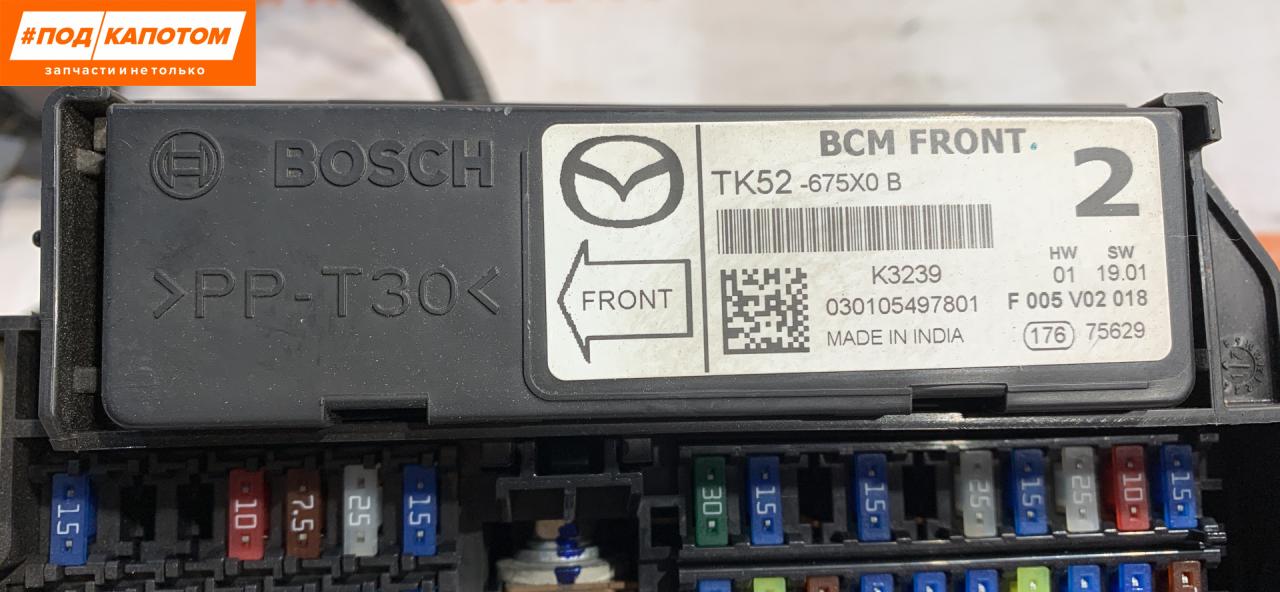 #ПОД КАПОТОМ
запчасти и не только
BOSCH
>PP-T30<
BCM FRONT
TK52 -675X0 B
2
FRONT
HW SW
01 19.01
K3239
030105497801
F 005 V02 018
MADE IN INDIA
176 75629
15
10
7.5
25
15
30
15
15
25
15
25
10
15